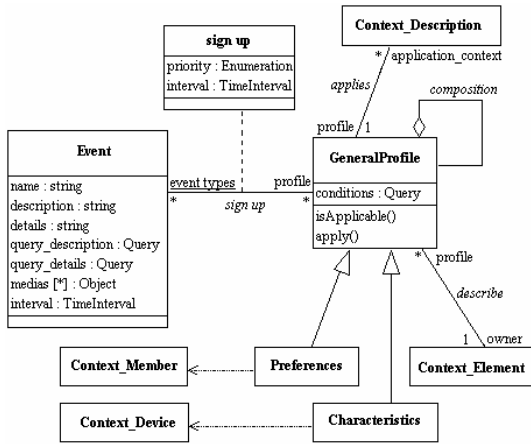 Context_Description
sign up
priority : Enumeration
interval : TimeInterval
* application_context
applies
composition
profile 1
GeneralProfile
conditions : Query
isApplicable()
apply()
Event
name : string
description : string
details : string
query_description : Query
query_details : Query
medias [*] : Object
interval : TimeInterval
event types profile
* sign up *
* profile
describe
1 owner
Context_Member
Preferences
Context_Element
Context_Device
Characteristics